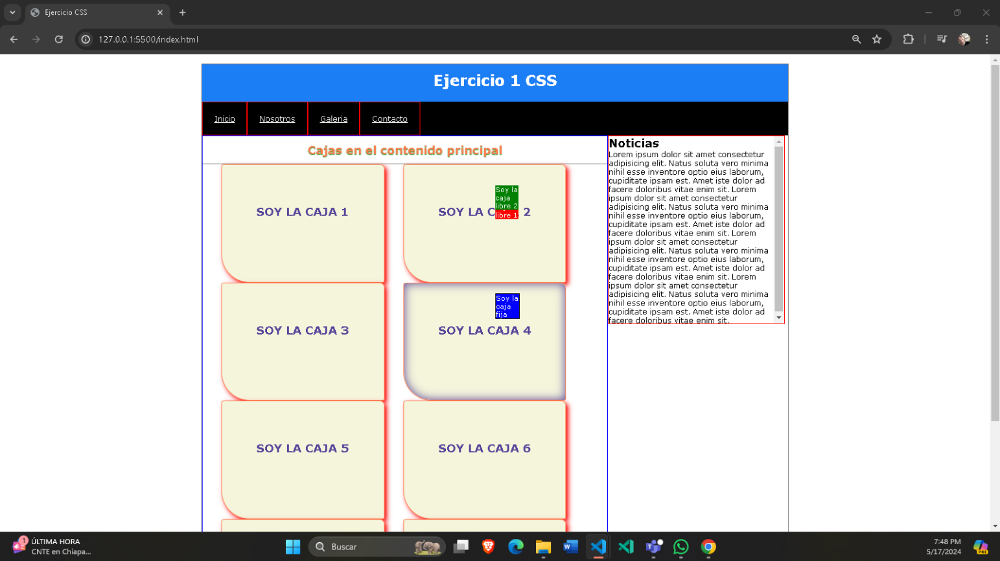 Ejercicio CSS
127.0.0.1:5500/index.html
Ejercicio 1 CSS
Inicio Nosotros Galeria Contacto
Cajas en el contenido principal
SOY LA CAJA 1
SOY LA C 2
Soy la
caja
libre 2
libre 1
SOY LA CAJA 3
Soy la
caja
fija
SOY LA CAJA 4
SOY LA CAJA 5
SOY LA CAJA 6
Noticias
Lorem ipsum dolor sit amet consectetur
adipisicing elit. Natus soluta vero minima
nihil esse inventore optio eius laborum,
cupiditate ipsam est. Amet iste dolor ad
facere doloribus vitae enim sit. Lorem
ipsum dolor sit amet consectetur
adipisicing elit. Natus soluta vero minima
nihil esse inventore optio eius laborum,
cupiditate ipsam est. Amet iste dolor ad
facere doloribus vitae enim sit. Lorem
ipsum dolor sit amet consectetur
adipisicing elit. Natus soluta vero minima
nihil esse inventore optio eius laborum,
cupiditate ipsam est. Amet iste dolor ad
facere doloribus vitae enim sit. Lorem
ipsum dolor sit amet consectetur
adipisicing elit. Natus soluta vero minima
nihil esse inventore optio eius laborum,
cupiditate ipsam est. Amet iste dolor ad
facere doloribus vitae enim sit.
1
ÚLTIMA HORA
CNTE en Chiapa...
Buscar
7:48 PM
5/17/2024
PRE